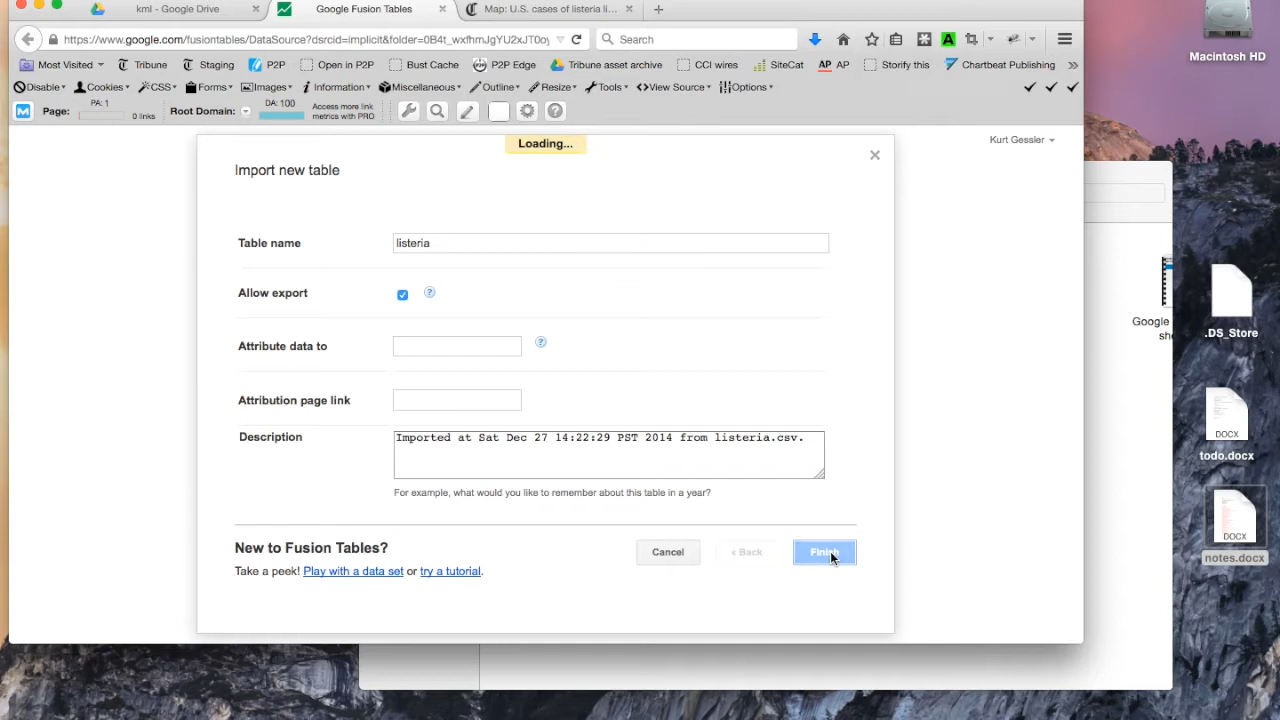 kml - Google Drive
Google Fusion Tables
Map: U.S. cases of listeria li...
https://www.google.com/fusiontables/DataSource?dsrcid=implicit&folder=0B4t_wxfhmJgYU2xJT0oy
Search
Most Visited
Tribune
Staging
P2P
Open in P2P
Bust Cache
P2P Edge
Tribune asset archive
CCI wires
SiteCat
AP AP
Storify this
Chartbeat Publishing
Disable
Cookies
CSS
Forms
Images
Information
Miscellaneous
Outline
Resize
Tools
View Source
Options
Page:
PA: 1
0 links
Root Domain:
DA: 100
Access more link
metrics with PRO
Kurt Gessler
Loading...
Import new table
Table name
listeria
Allow export
Attribute data to
Attribution page link
Description
Imported at Sat Dec 27 14:22:29 PST 2014 from listeria.csv.
For example, what would you like to remember about this table in a year?
New to Fusion Tables?
Take a peek! Play with a data set or try a tutorial.
Cancel
‹ Back
Finish
Macintosh HD
Google
.DS_Store
DOCX
todo.docx
DOCX
notes.docx